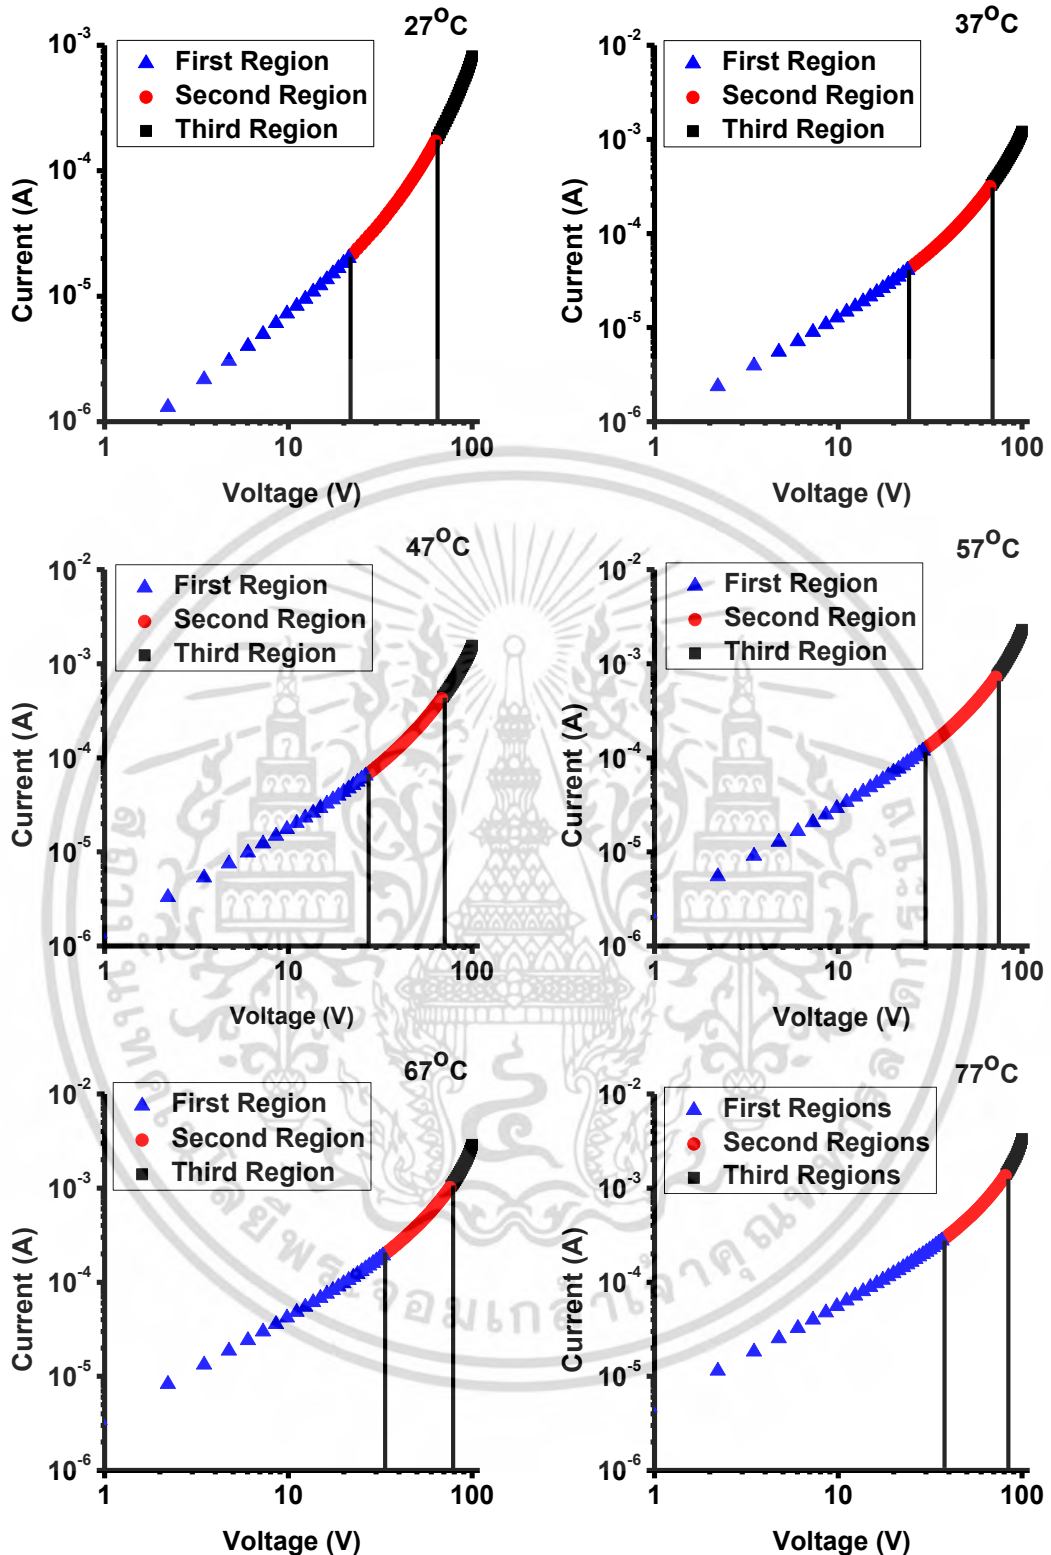 27°C
10⁻³
First Region
Second Region
Third Region
10⁻⁴
10⁻⁵
10⁻⁶
Current (A)
1
10
100
Voltage (V)
37°C
10⁻²
First Region
Second Region
Third Region
10⁻³
10⁻⁴
10⁻⁵
10⁻⁶
Current (A)
1
10
100
Voltage (V)
47°C
10⁻²
First Region
Second Region
Third Region
10⁻³
10⁻⁴
10⁻⁵
10⁻⁶
Current (A)
1
10
100
Voltage (V)
57°C
10⁻²
First Region
Second Region
Third Region
10⁻³
10⁻⁴
10⁻⁵
10⁻⁶
Current (A)
1
10
100
Voltage (V)
67°C
10⁻²
First Region
Second Region
Third Region
10⁻³
10⁻⁴
10⁻⁵
10⁻⁶
Current (A)
1
10
100
Voltage (V)
77°C
10⁻²
First Regions
Second Regions
Third Regions
10⁻³
10⁻⁴
10⁻⁵
10⁻⁶
Current (A)
1
10
100
Voltage (V)